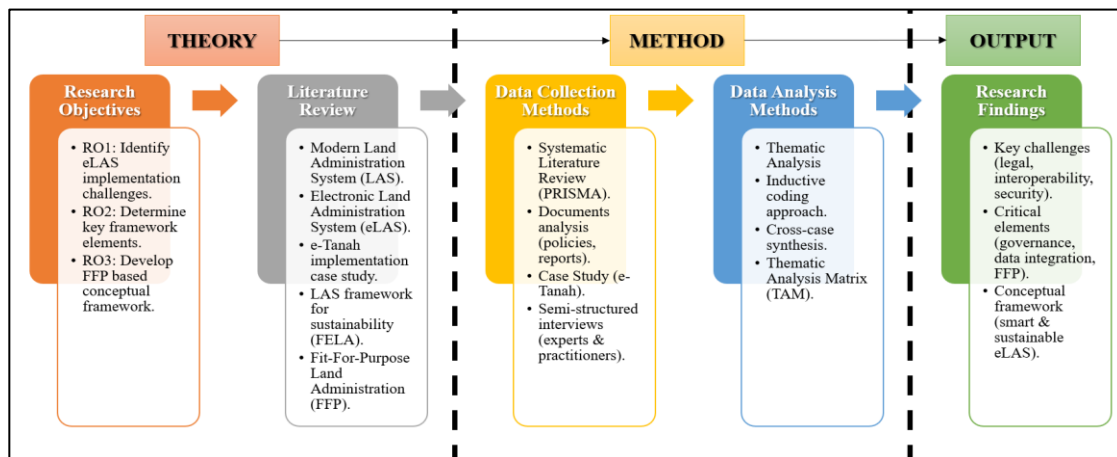 THEORY
METHOD
OUTPUT
Research
Objectives
• RO1: Identify
eLAS
implementation
challenges.
• RO2: Determine
key framework
elements.
• RO3: Develop
FFP based
conceptual
framework.
Literature
Review
• Modern Land
Administration
System (LAS).
• Electronic Land
Administration
System (eLAS).
• e-Tanah
implementation
case study.
• LAS framework
for
sustainability
(FELA).
• Fit-For-Purpose
Land
Administration
(FFP).
Data Collection
Methods
• Systematic
Literature
Review
(PRISMA).
• Documents
analysis
(policies,
reports).
• Case Study (e-
Tanah).
• Semi-structured
interviews
(experts &
practitioners).
Data Analysis
Methods
• Thematic
Analysis
• Inductive
coding
approach.
• Cross-case
synthesis.
• Thematic
Analysis Matrix
(TAM).
Research
Findings
• Key challenges
(legal,
interoperability,
security).
• Critical
elements
(governance,
data integration,
FFP).
• Conceptual
framework
(smart &
sustainable
eLAS).